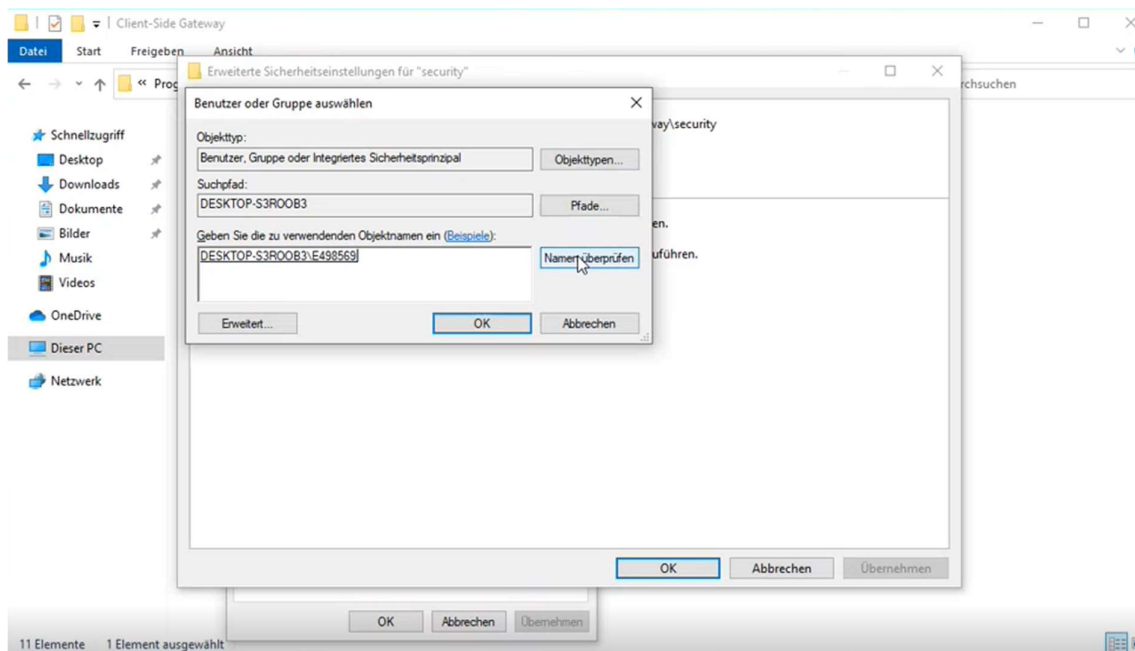 Client-Side Gateway
Datei Start Freigeben Ansicht
« Prog
Schnellzugriff
Desktop
Downloads
Dokumente
Bilder
Musik
Videos
OneDrive
Dieser PC
Netzwerk
Erweiterte Sicherheitseinstellungen für "security"
rchsuchen
way\security
en.
uführen.
Benutzer oder Gruppe auswählen
Objekttyp:
Benutzer, Gruppe oder Integriertes Sicherheitsprinzipal Objekttypen...
Suchpfad:
DESKTOP-S3ROOB3 Pfade...
Geben Sie die zu verwendenden Objektnamen ein (Beispiele):
DESKTOP-S3ROOB3\E498569 Namen überprüfen
Erweitert... OK Abbrechen
OK Abbrechen Übernehmen
OK Abbrechen Übernehmen
11 Elemente 1 Element ausgewählt